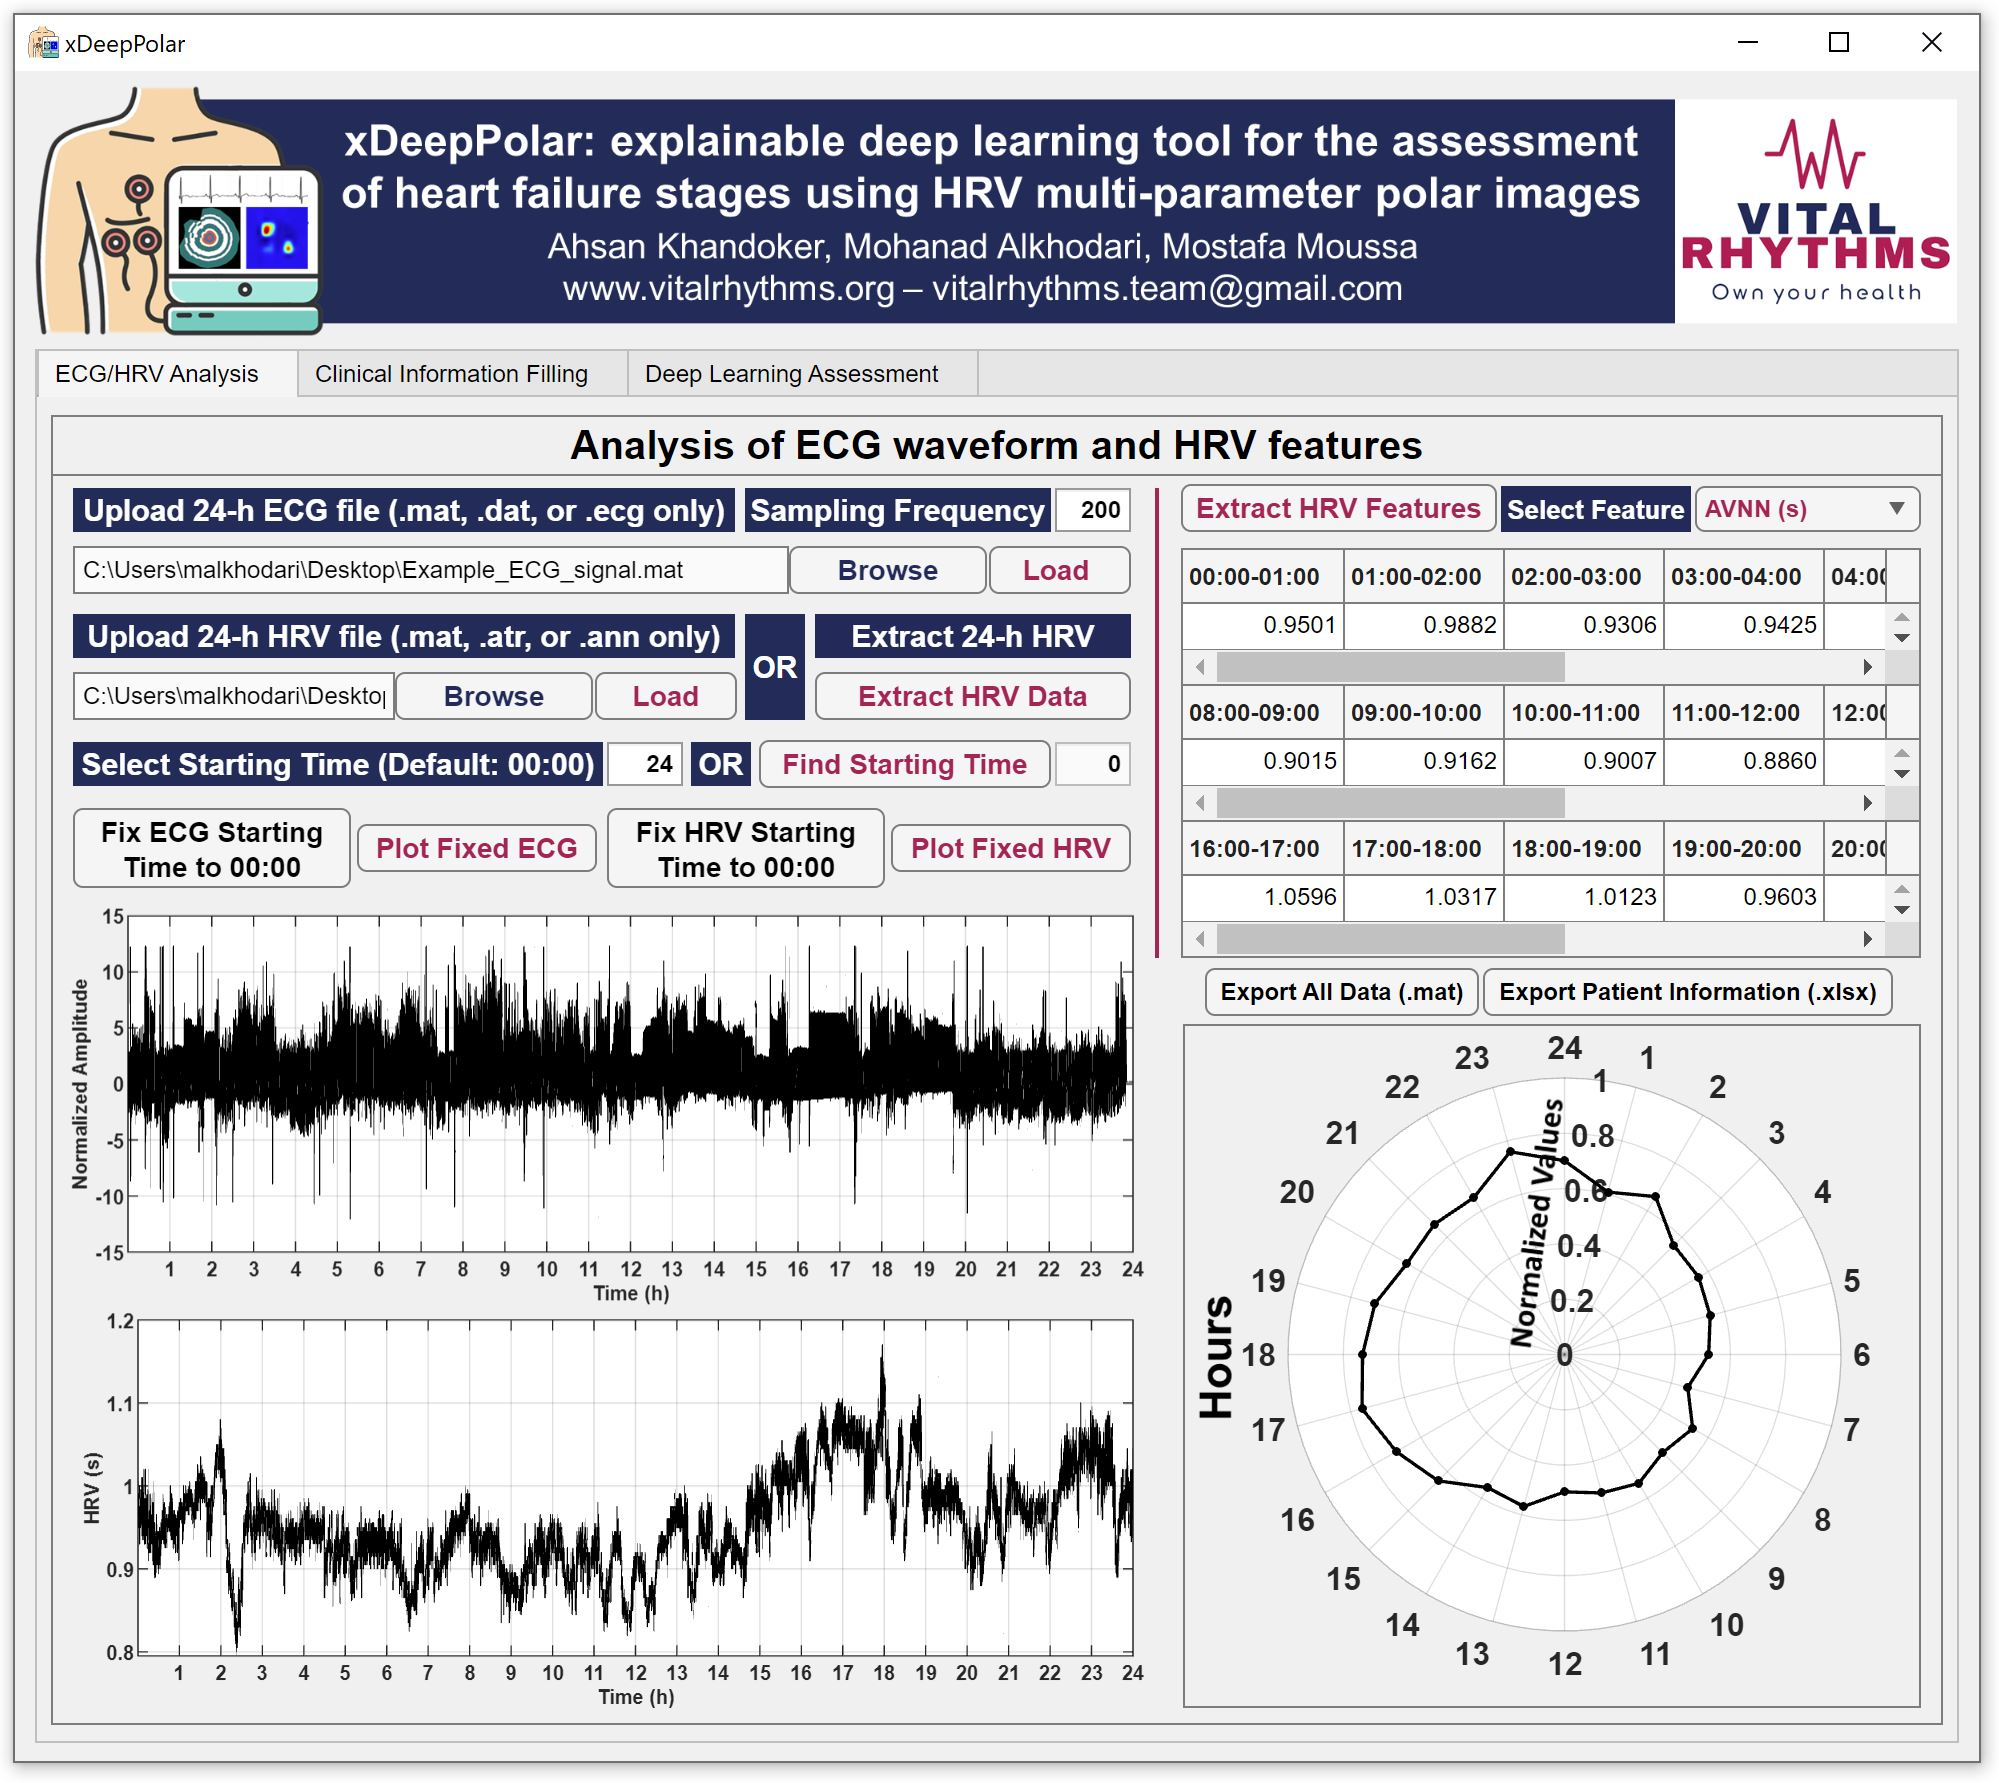 xDeepPolar
xDeepPolar: explainable deep learning tool for the assessment
of heart failure stages using HRV multi-parameter polar images
Ahsan Khandoker, Mohanad Alkhodari, Mostafa Moussa
www.vitalrhythms.org – vitalrhythms.team@gmail.com
VITAL
RHYTHMS
Own your health
ECG/HRV Analysis
Clinical Information Filling
Deep Learning Assessment
Analysis of ECG waveform and HRV features
Upload 24-h ECG file (.mat, .dat, or .ecg only)
Sampling Frequency
200
C:\Users\malkhodari\Desktop\Example_ECG_signal.mat
Browse
Load
Upload 24-h HRV file (.mat, .atr, or .ann only)
OR
Extract 24-h HRV
C:\Users\malkhodari\Desktop
Browse
Load
Extract HRV Data
Select Starting Time (Default: 00:00)
24
OR
Find Starting Time
0
Fix ECG Starting
Time to 00:00
Plot Fixed ECG
Fix HRV Starting
Time to 00:00
Plot Fixed HRV
15
10
5
0
-5
-10
-15
Normalized Amplitude
1 2 3 4 5 6 7 8 9 10 11 12 13 14 15 16 17 18 19 20 21 22 23 24
Time (h)
1.2
1.1
1
0.9
0.8
HRV (s)
1 2 3 4 5 6 7 8 9 10 11 12 13 14 15 16 17 18 19 20 21 22 23 24
Time (h)
Extract HRV Features
Select Feature
AVNN (s)
00:00-01:00 01:00-02:00 02:00-03:00 03:00-04:00 04:00
0.9501 0.9882 0.9306 0.9425
08:00-09:00 09:00-10:00 10:00-11:00 11:00-12:00 12:00
0.9015 0.9162 0.9007 0.8860
16:00-17:00 17:00-18:00 18:00-19:00 19:00-20:00 20:00
1.0596 1.0317 1.0123 0.9603
Export All Data (.mat)
Export Patient Information (.xlsx)
24
1
2
3
4
5
6
7
8
9
10
11
12
13
14
15
16
17
18
19
20
21
22
23
1
0.8
0.6
0.4
0.2
0
Normalized Values
Hours